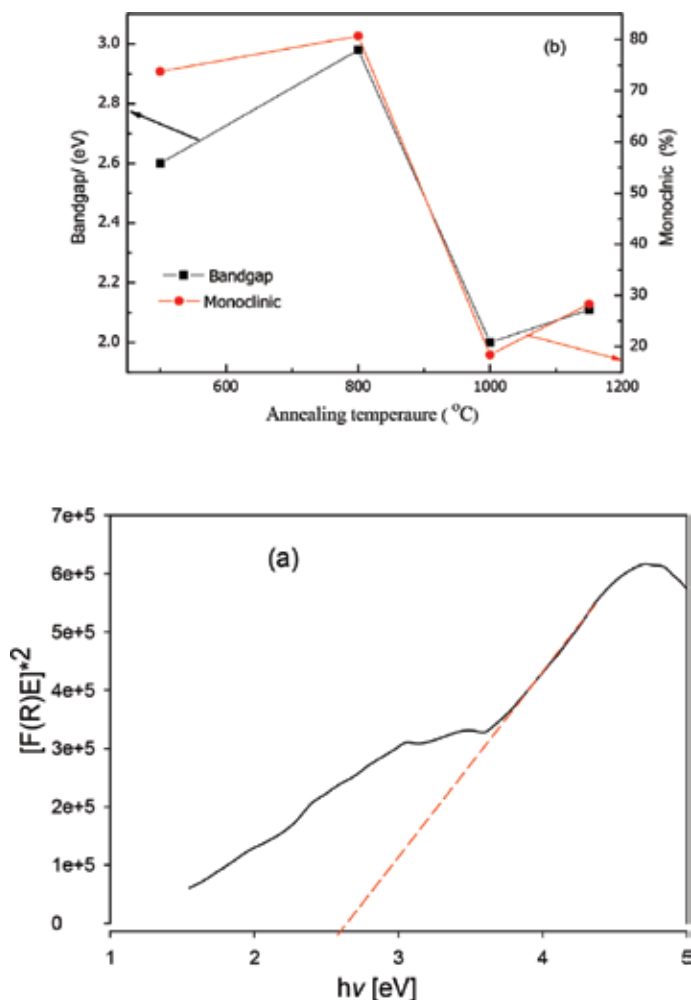 (b)
3.0
2.8
2.6
2.4
2.2
2.0
Bandgap/ (eV)
80
70
60
50
40
30
20
Monoclnic (%)
Bandgap
Monoclinic
600 800 1000 1200
Annealing temperaure ( °C)
(a)
7e+5
6e+5
5e+5
4e+5
3e+5
2e+5
1e+5
0
[F(R)E]*2
1 2 3 4 5
hν [eV]